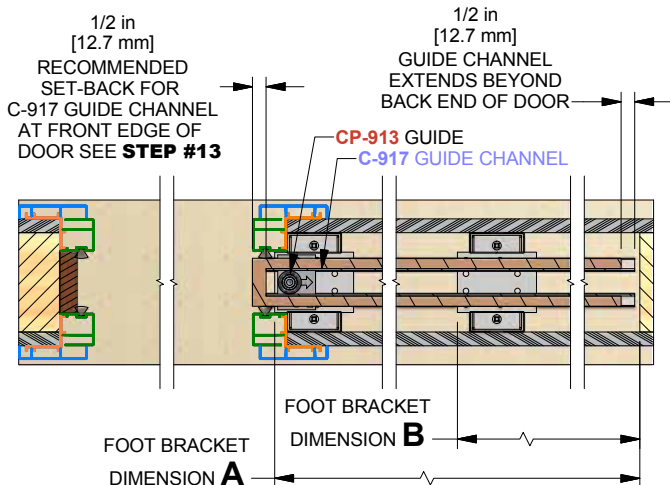 1/2 in
[12.7 mm]
RECOMMENDED
SET-BACK FOR
C-917 GUIDE CHANNEL
AT FRONT EDGE OF
DOOR SEE STEP #13
1/2 in
[12.7 mm]
GUIDE CHANNEL
EXTENDS BEYOND
BACK END OF DOOR
CP-913 GUIDE
C-917 GUIDE CHANNEL
FOOT BRACKET
DIMENSION B
FOOT BRACKET
DIMENSION A